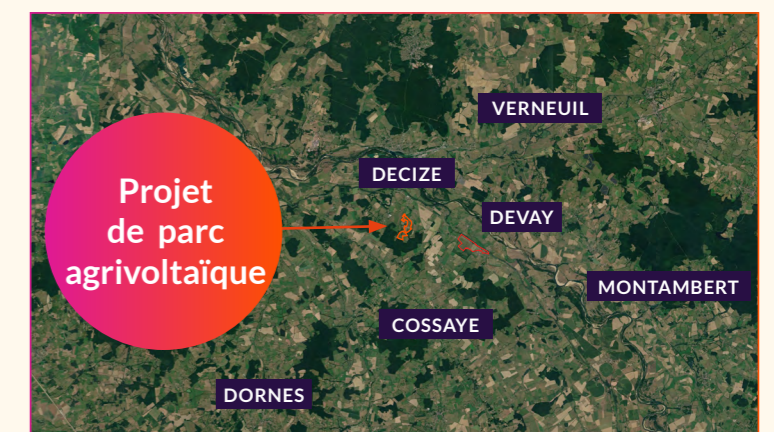 VERNEUIL
DECIZE
Projet
de parc
agrivoltaïque
DEVAY
MONTAMBERT
COSSAYE
DORNES